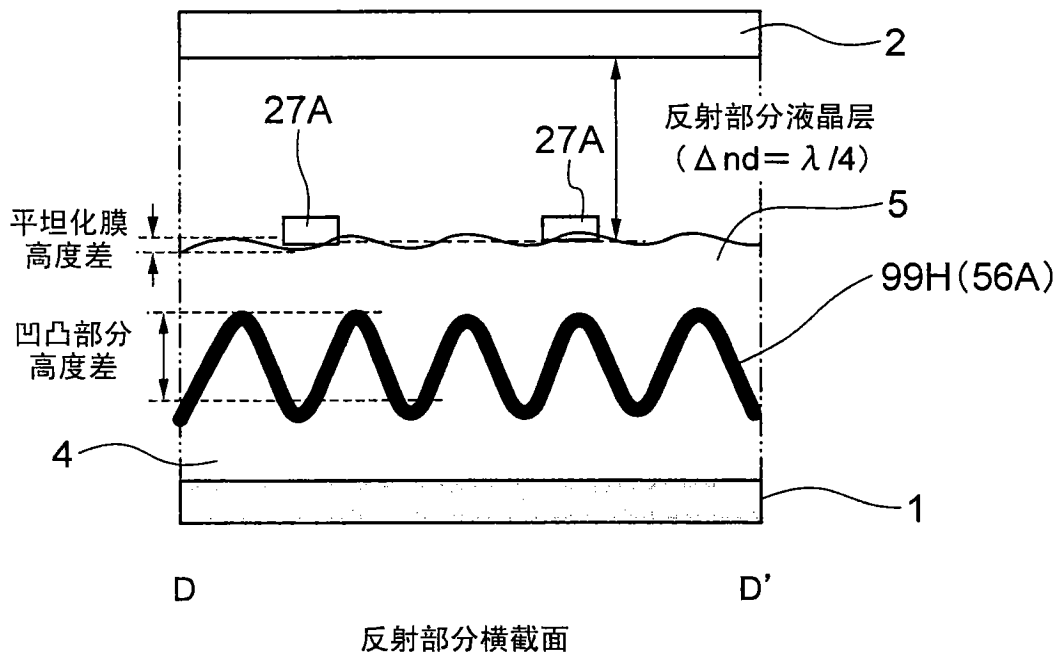 2
27A
27A
反射部分液晶层
(Δnd=λ/4)
平坦化膜
高度差
5
99H(56A)
凹凸部分
高度差
4
1
D
D'
反射部分横截面